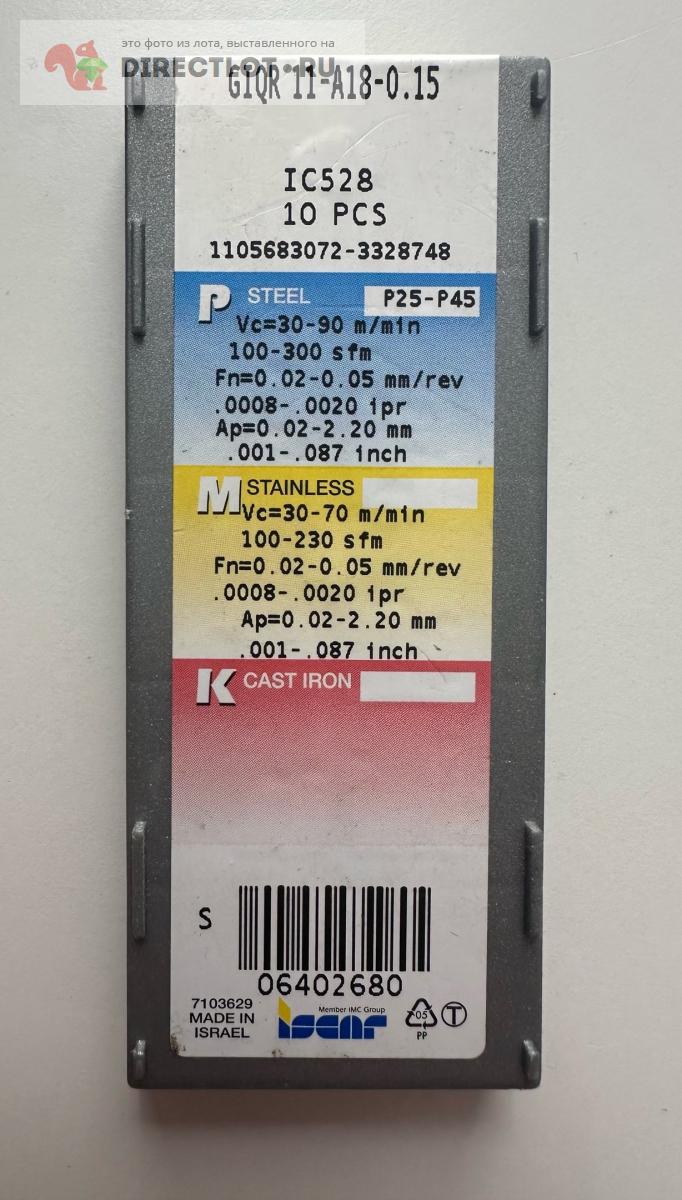 это фото из лота, выставленного на
DIRECTLOT.RU
GIQR 11-A18-0.15
IC528
10 PCS
1105683072-3328748
P STEEL P25-P45
Vc=30-90 m/min
100-300 sfm
Fn=0.02-0.05 mm/rev
.0008-.0020 ipr
Ap=0.02-2.20 mm
.001-.087 inch
M STAINLESS
Vc=30-70 m/min
100-230 sfm
Fn=0.02-0.05 mm/rev
.0008-.0020 ipr
Ap=0.02-2.20 mm
.001-.087 inch
K CAST IRON
S
06402680
7103629
MADE IN
ISRAEL
Member IMC Group
iscar
05
PP
T